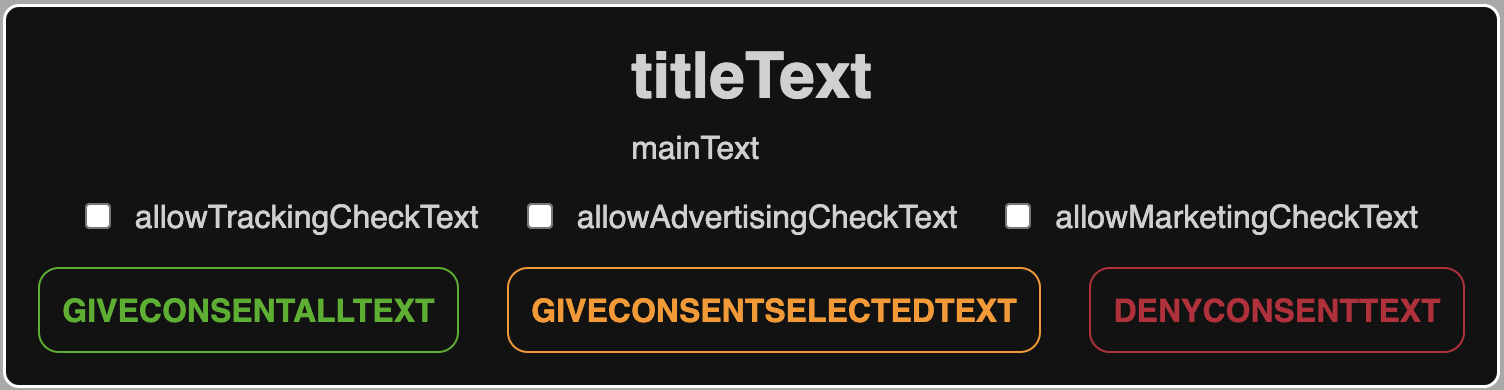 titleText
mainText
allowTrackingCheckText allowAdvertisingCheckText allowMarketingCheckText
GIVECONSENTALLTEXT GIVECONSENTSELECTEDTEXT DENYCONSENTTEXT